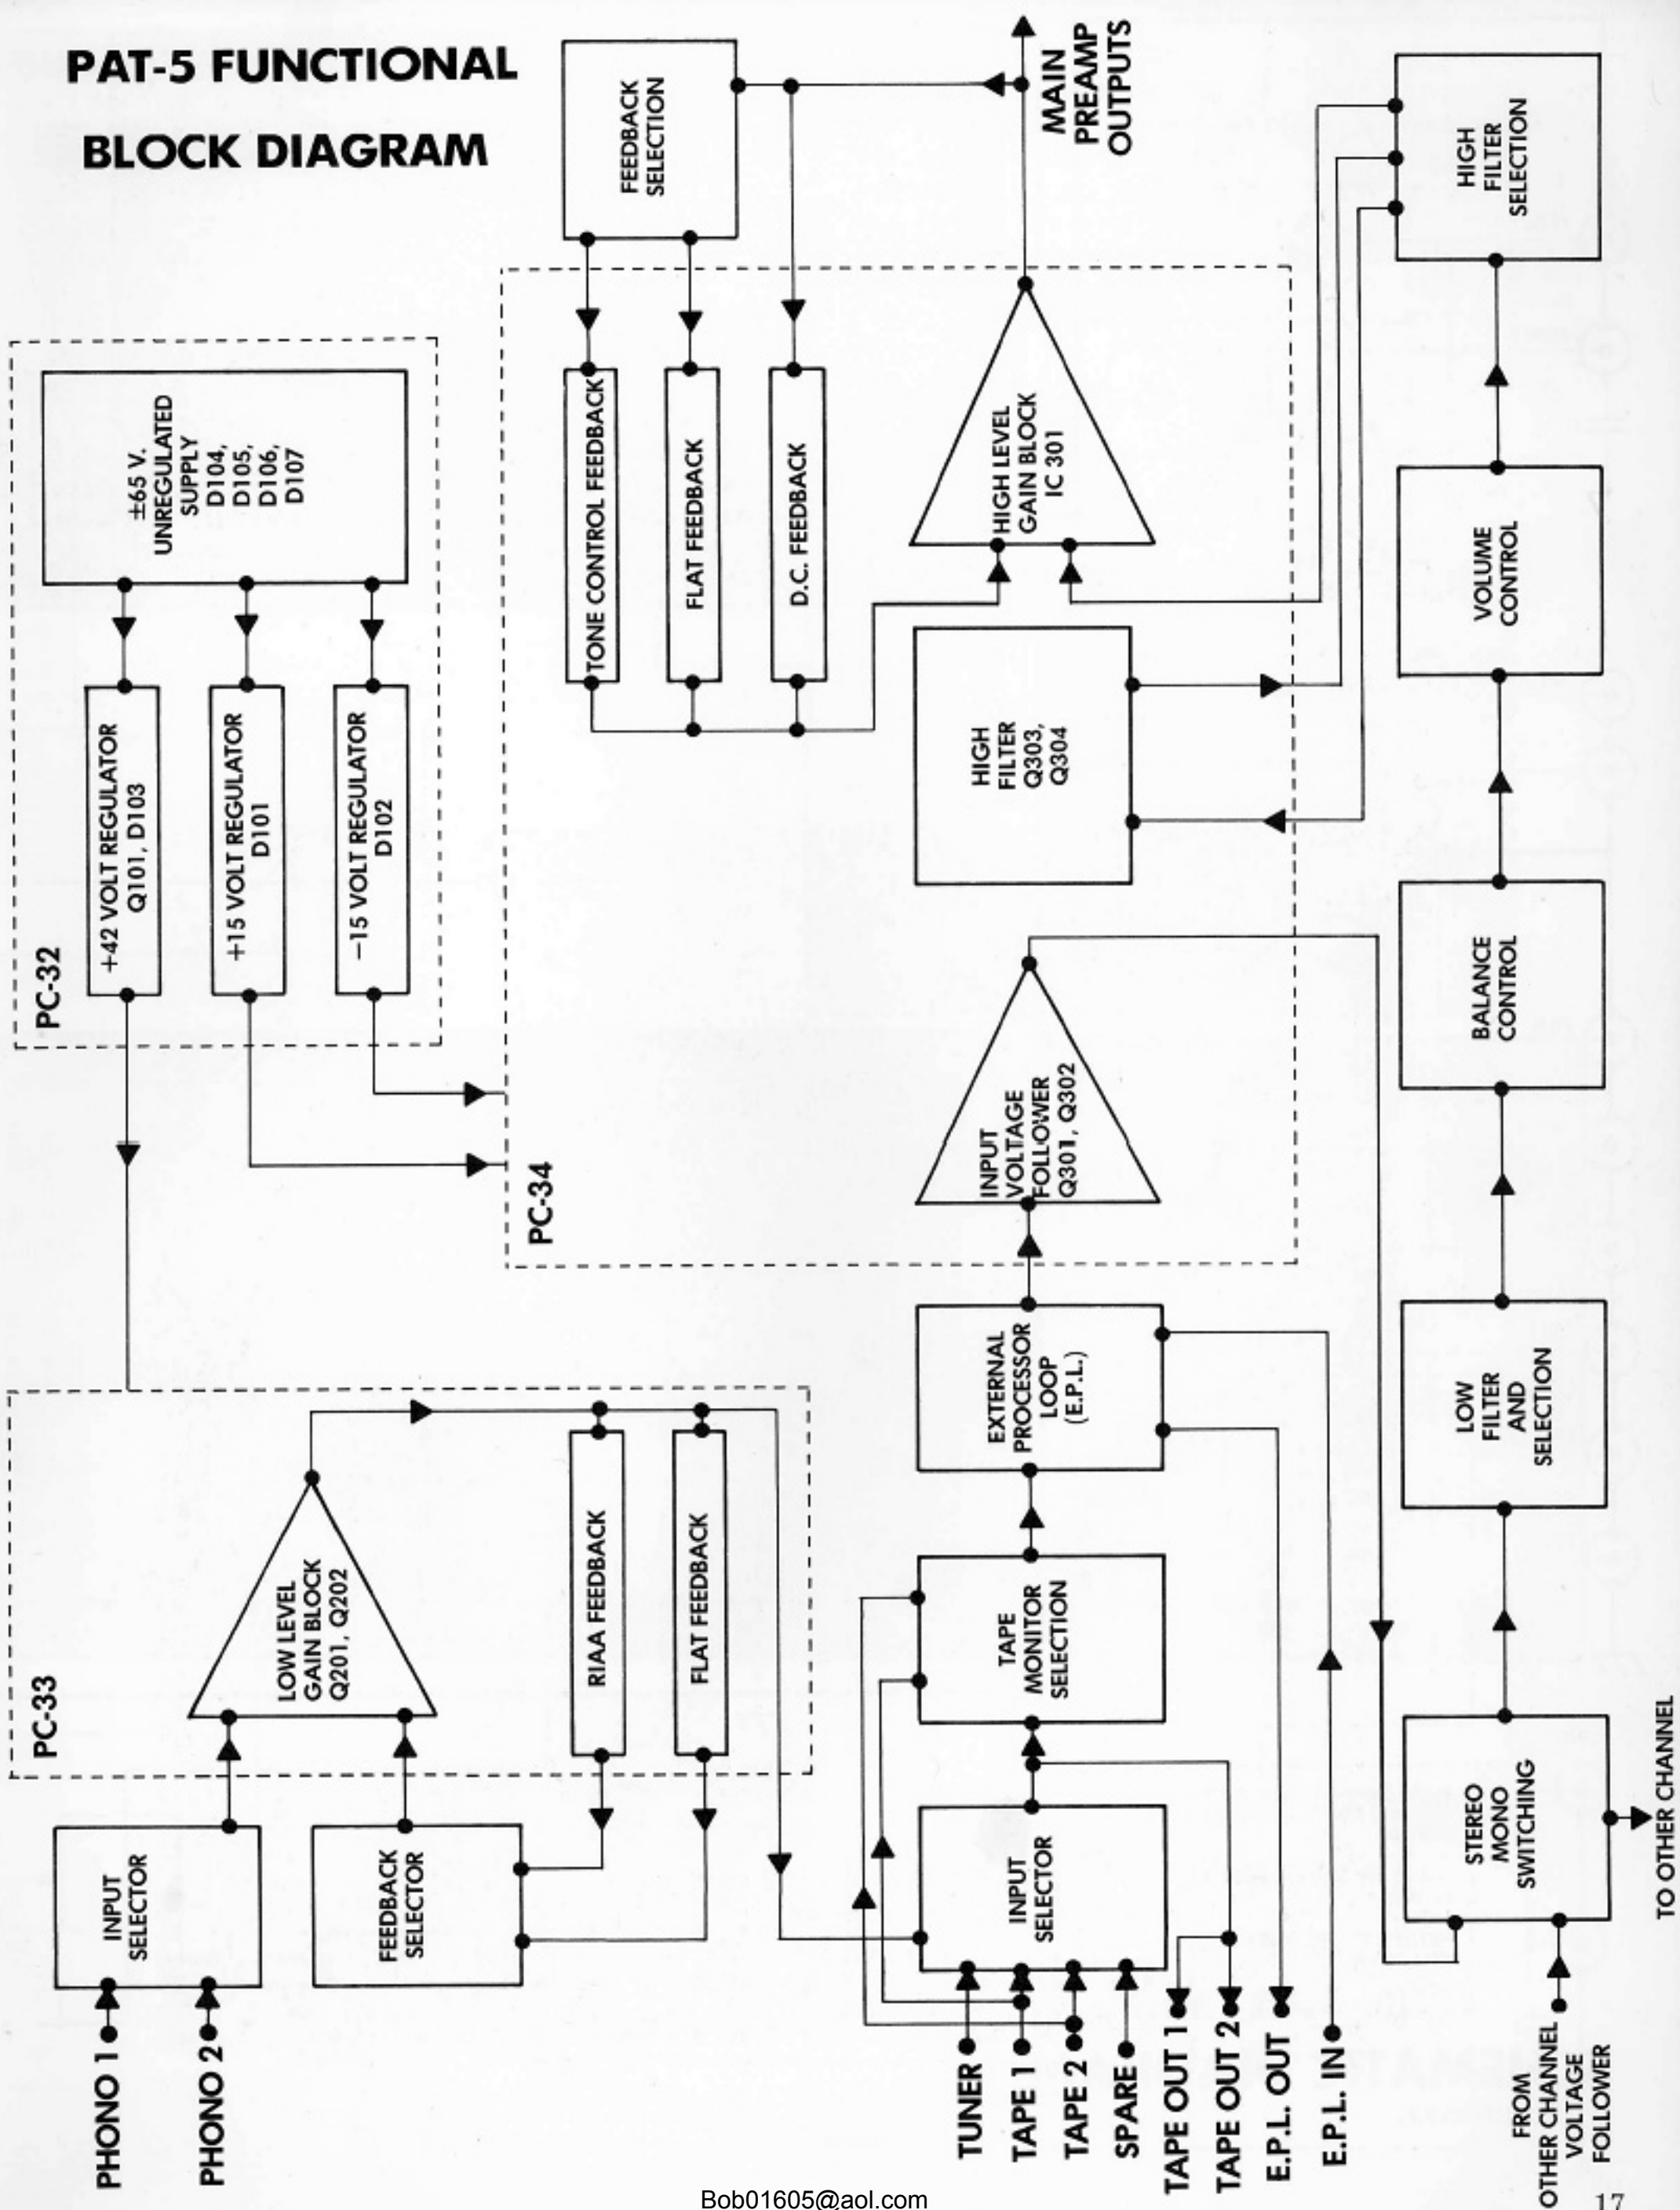 PAT-5 FUNCTIONAL
BLOCK DIAGRAM
PC-32
±65 V.
UNREGULATED
SUPPLY
D104,
D105,
D106,
D107
+42 VOLT REGULATOR
Q101, D103
+15 VOLT REGULATOR
D101
−15 VOLT REGULATOR
D102
FEEDBACK
SELECTION
MAIN
PREAMP
OUTPUTS
PC-34
TONE CONTROL FEEDBACK
FLAT FEEDBACK
D.C. FEEDBACK
HIGH LEVEL
GAIN BLOCK
IC 301
HIGH
FILTER
Q303,
Q304
INPUT
VOLTAGE
FOLLOWER
Q301, Q302
HIGH
FILTER
SELECTION
VOLUME
CONTROL
BALANCE
CONTROL
LOW
FILTER
AND
SELECTION
STEREO
MONO
SWITCHING
TO OTHER CHANNEL
FROM
OTHER CHANNEL
VOLTAGE
FOLLOWER
PC-33
LOW LEVEL
GAIN BLOCK
Q201, Q202
RIAA FEEDBACK
FLAT FEEDBACK
INPUT
SELECTOR
FEEDBACK
SELECTOR
PHONO 1
PHONO 2
EXTERNAL
PROCESSOR
LOOP
(E.P.L.)
TAPE
MONITOR
SELECTION
INPUT
SELECTOR
TUNER
TAPE 1
TAPE 2
SPARE
TAPE OUT 1
TAPE OUT 2
E.P.L. OUT
E.P.L. IN
Bob01605@aol.com
17